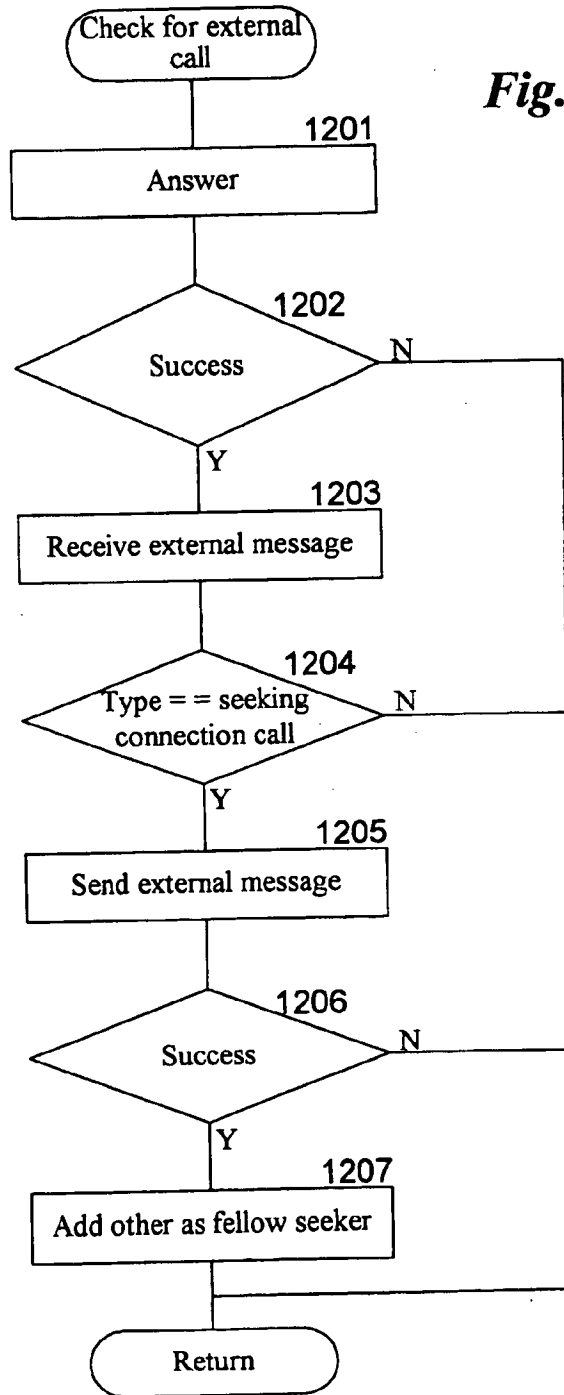 Check for external
call
Fig.
1201
Answer
1202
Success
N
Y
1203
Receive external message
1204
Type = = seeking
connection call
N
Y
1205
Send external message
1206
Success
N
Y
1207
Add other as fellow seeker
Return